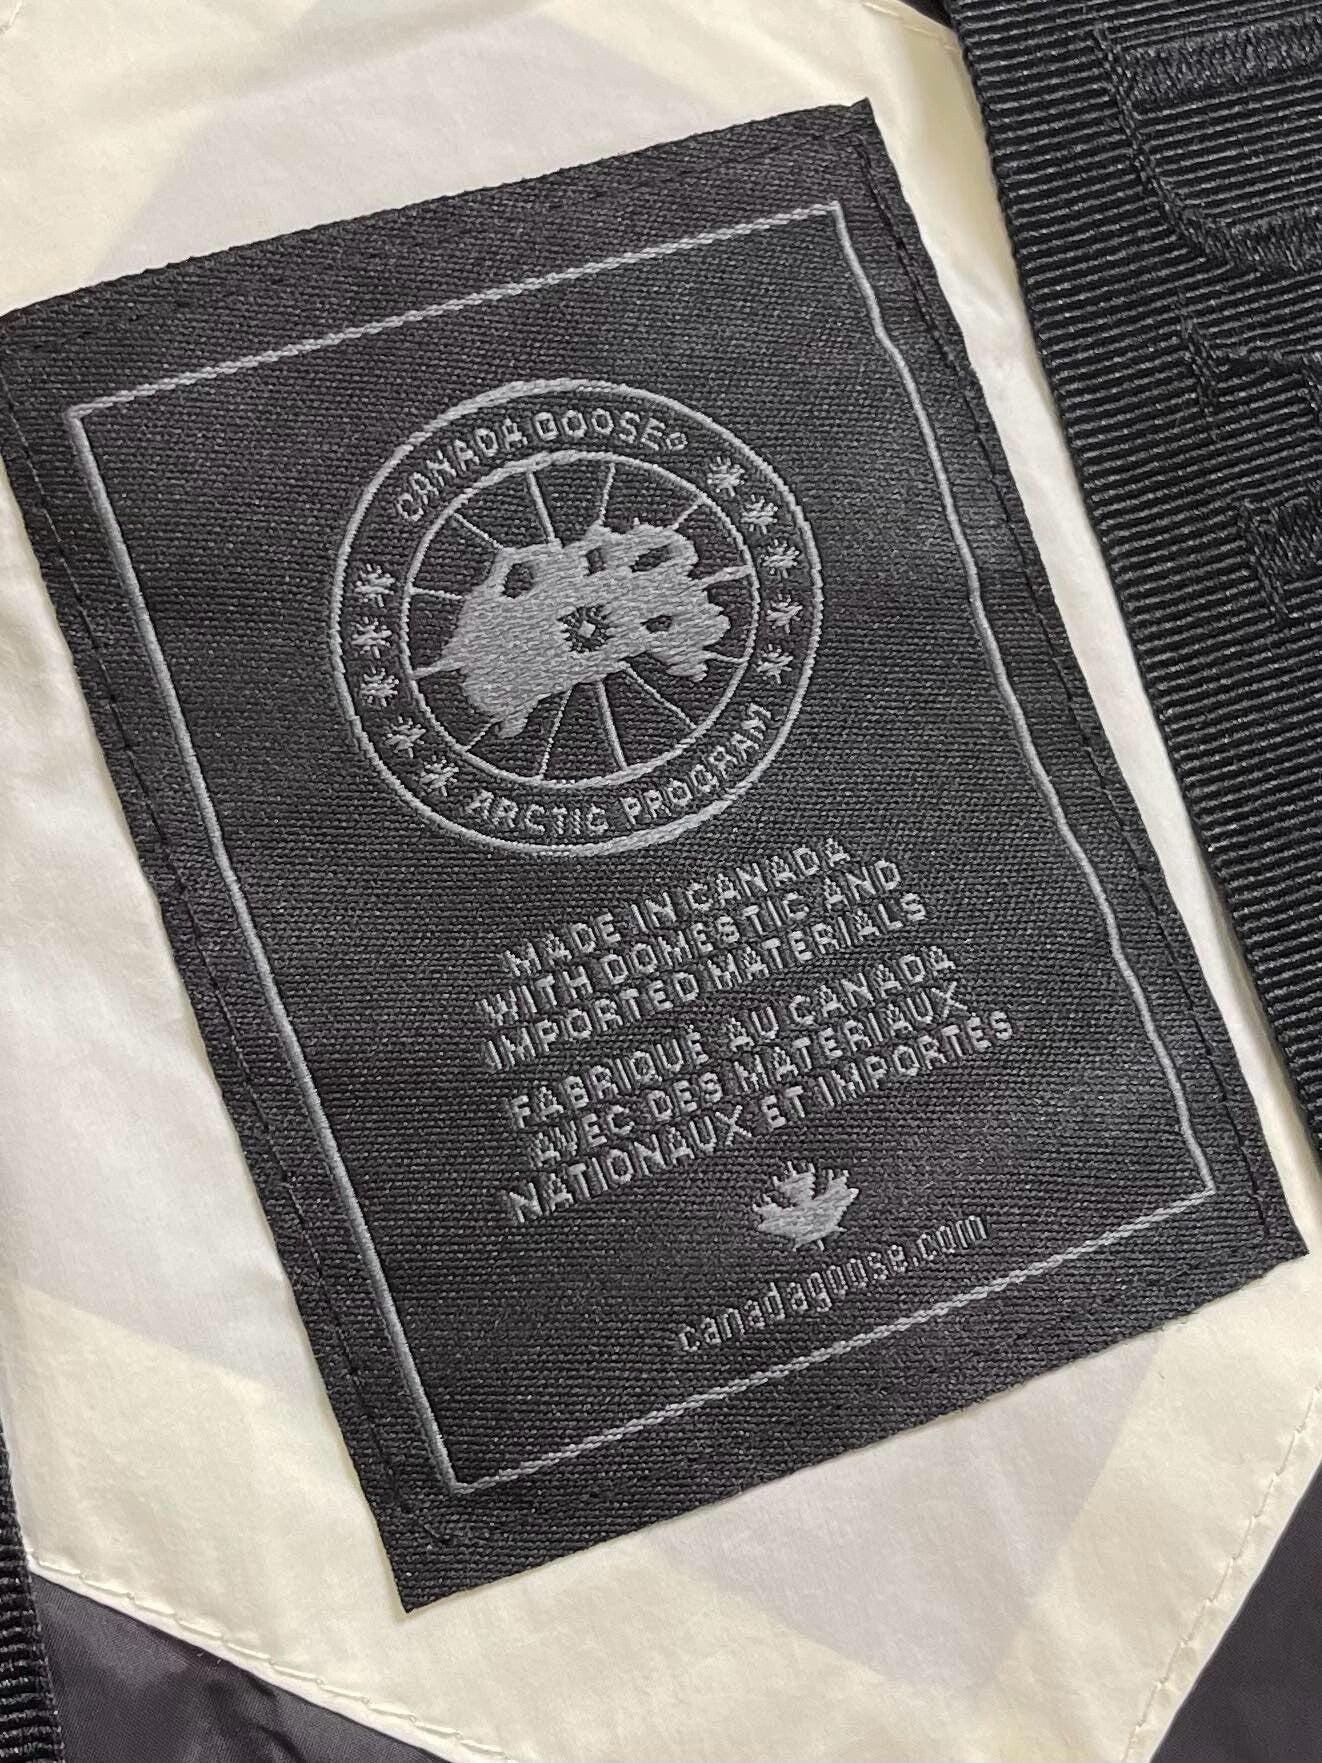 CANADA GOOSE®
ARCTIC PROGRAM
MADE IN CANADA
WITH DOMESTIC AND
IMPORTED MATERIALS
FABRIQUÉ AU CANADA
AVEC DES MATÉRIAUX
NATIONAUX ET IMPORTÉS
canadagoose.com